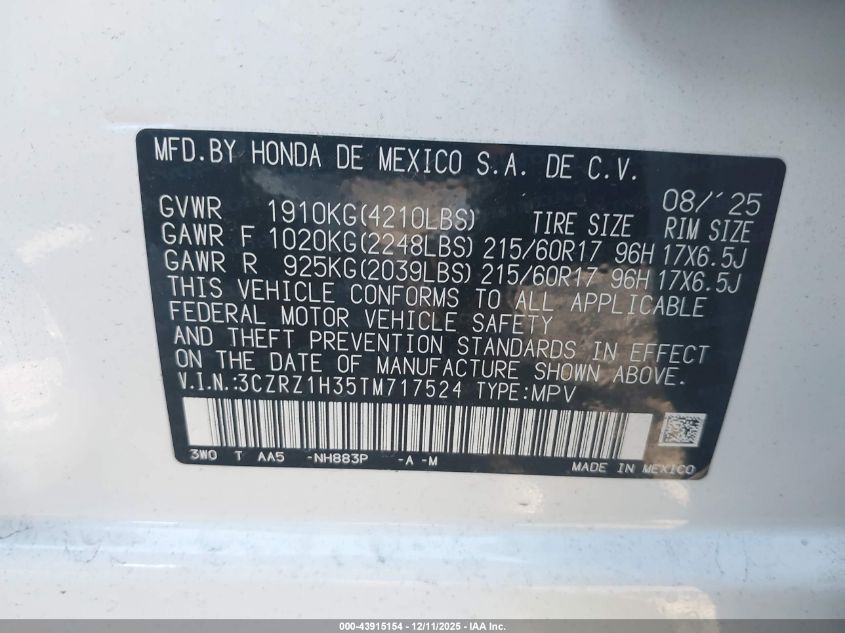 MFD.BY HONDA DE MEXICO S.A. DE C.V.
08/'25
GVWR 1910KG(4210LBS) TIRE SIZE RIM SIZE
GAWR F 1020KG(2248LBS) 215/60R17 96H 17X6.5J
GAWR R 925KG(2039LBS) 215/60R17 96H 17X6.5J
THIS VEHICLE CONFORMS TO ALL APPLICABLE
FEDERAL MOTOR VEHICLE SAFETY
AND THEFT PREVENTION STANDARDS IN EFFECT
ON THE DATE OF MANUFACTURE SHOWN ABOVE.
V.I.N.:3CZRZ1H35TM717524 TYPE:MPV
3W0 T AA5 -NH883P -A -M MADE IN MEXICO
000-43915154 - 12/11/2025 - IAA Inc.